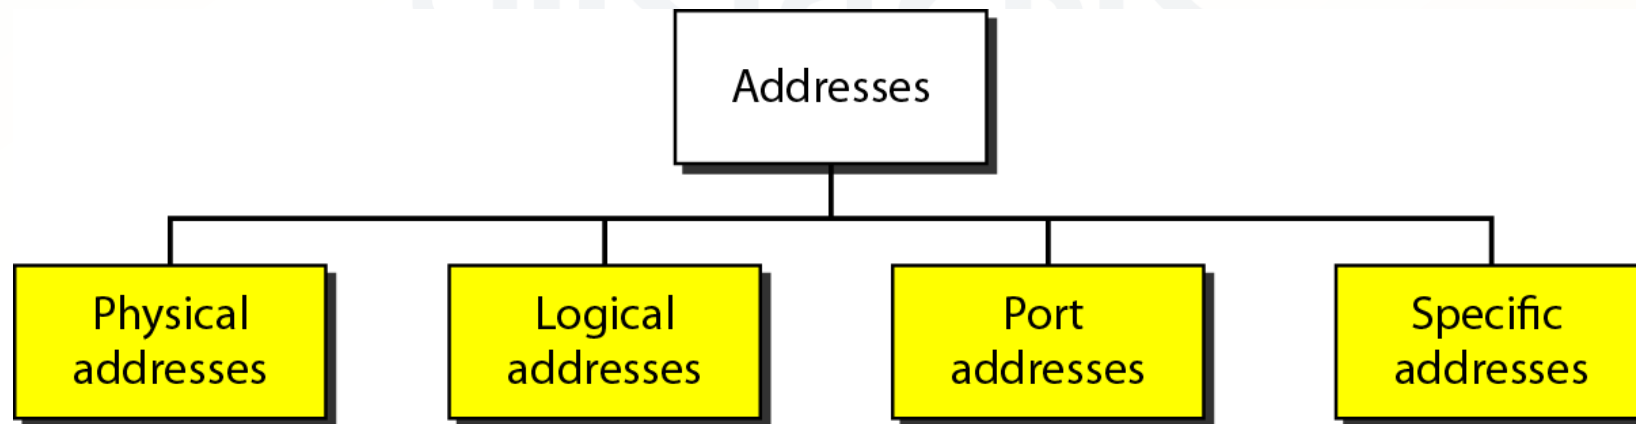 Addresses
Physical
addresses
Logical
addresses
Port
addresses
Specific
addresses